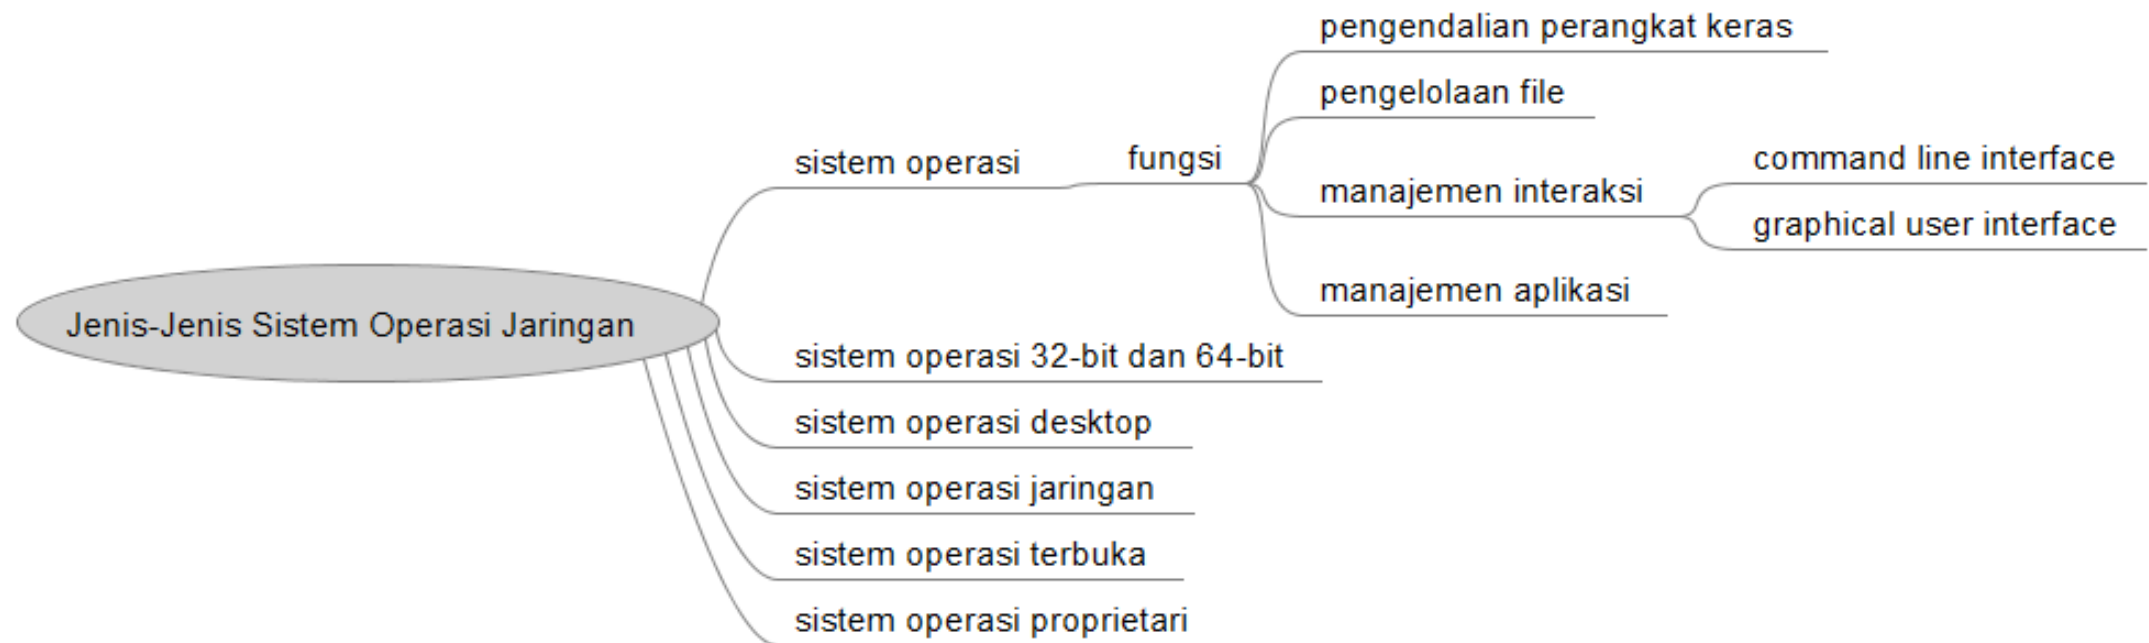 Jenis-Jenis Sistem Operasi Jaringan
sistem operasi
fungsi
pengendalian perangkat keras
pengelolaan file
manajemen interaksi
command line interface
graphical user interface
manajemen aplikasi
sistem operasi 32-bit dan 64-bit
sistem operasi desktop
sistem operasi jaringan
sistem operasi terbuka
sistem operasi proprietari